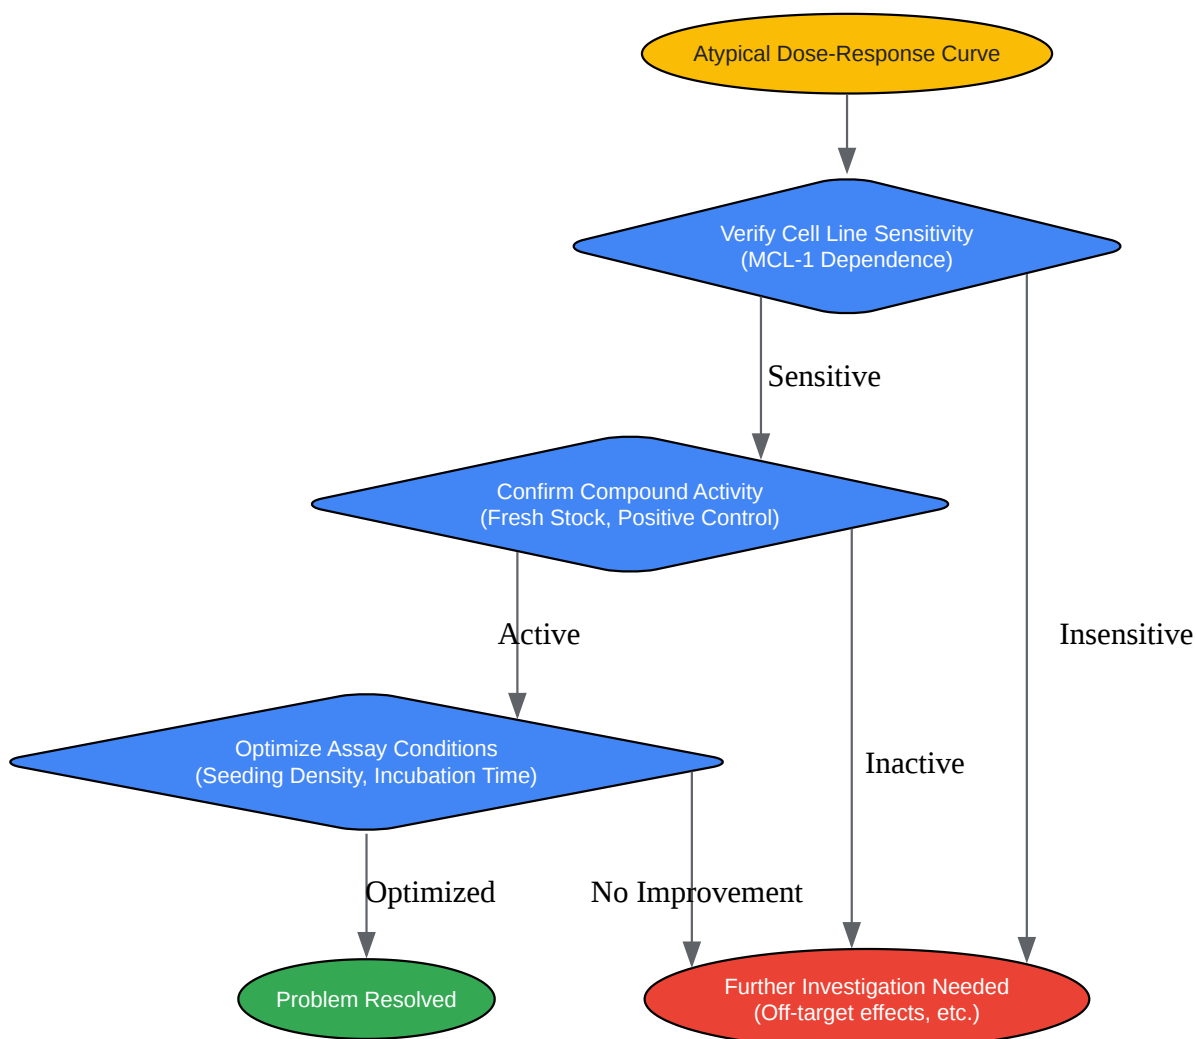 Atypical Dose-Response Curve
Verify Cell Line Sensitivity
(MCL-1 Dependence)
Sensitive
Confirm Compound Activity
(Fresh Stock, Positive Control)
Active
Insensitive
Optimize Assay Conditions
(Seeding Density, Incubation Time)
Inactive
Optimized
No Improvement
Problem Resolved
Further Investigation Needed
(Off-target effects, etc.)